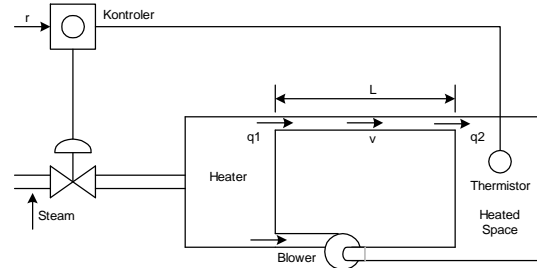 Kontroler
r
L
q1
v
q2
Heater
Thermistor
Steam
Heated
Space
Blower